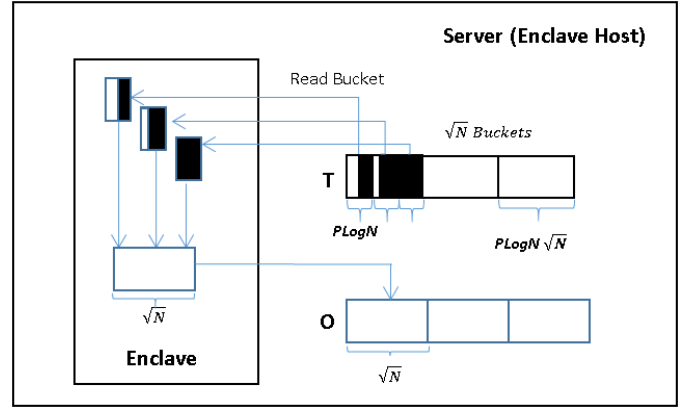 Server (Enclave Host)
Read Bucket
√N Buckets
T
PLogN
PLogN √N
√N
Enclave
O
√N